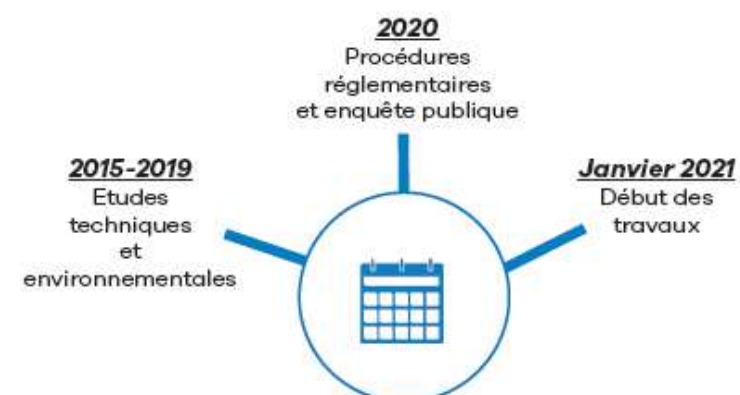 2015-2019
Etudes
techniques
et
environnementales
2020
Procédures
réglementaires
et enquête publique
Janvier 2021
Début des
travaux